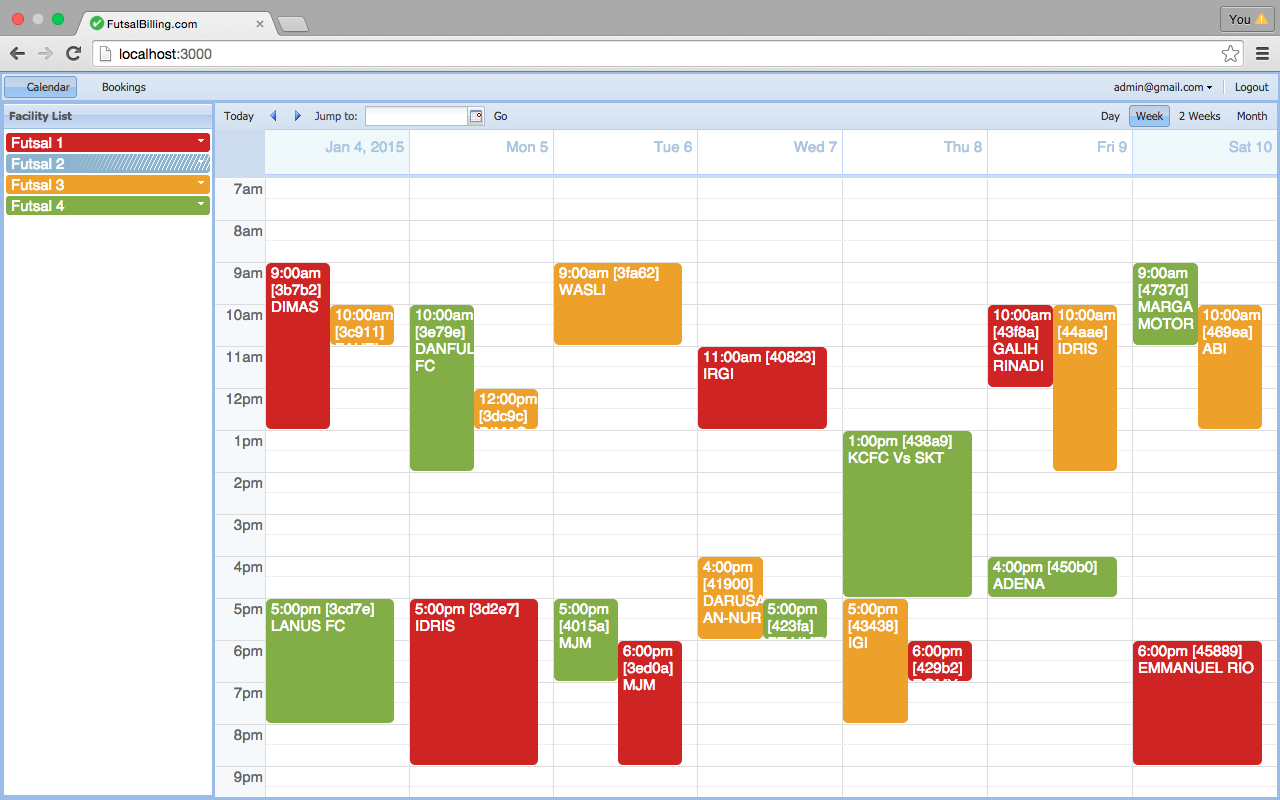 FutsalBilling.com
You
localhost:3000
Calendar
Bookings
admin@gmail.com
Logout
Facility List
Futsal 1
Futsal 2
Futsal 3
Futsal 4
Today
Jump to:
Go
Day
Week
2 Weeks
Month
Jan 4, 2015
Mon 5
Tue 6
Wed 7
Thu 8
Fri 9
Sat 10
7am
8am
9am
10am
11am
12pm
1pm
2pm
3pm
4pm
5pm
6pm
7pm
8pm
9pm
9:00am
[3b7b2]
DIMAS
10:00am
[3c911]
5:00pm [3cd7e]
LANUS FC
10:00am
[3e79e]
DANFUL
FC
12:00pm
[3dc9c]
5:00pm [3d2e7]
IDRIS
9:00am [3fa62]
WASLI
5:00pm
[4015a]
MJM
6:00pm
[3ed0a]
MJM
11:00am [40823]
IRGI
4:00pm
[41900]
DARUSA
AN-NUR
5:00pm
[423fa]
1:00pm [438a9]
KCFC Vs SKT
5:00pm
[43438]
IGI
6:00pm
[429b2]
10:00am
[43f8a]
GALIH
RINADI
10:00am
[44aae]
IDRIS
4:00pm [450b0]
ADENA
9:00am
[4737d]
MARGA
MOTOR
10:00am
[469ea]
ABI
6:00pm [45889]
EMMANUEL RIO